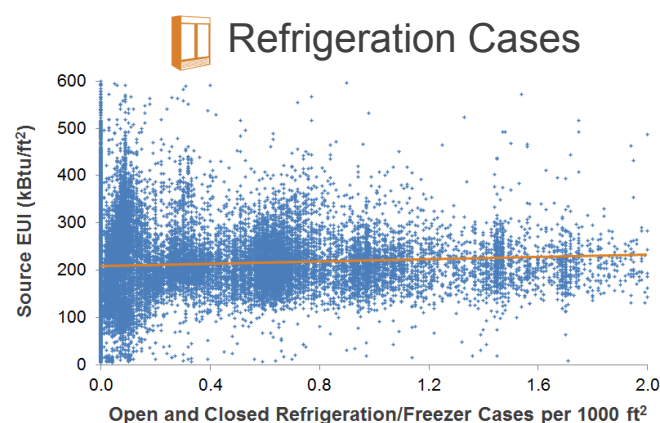 Refrigeration Cases
600
500
400
300
200
100
0
Source EUI (kBtu/ft²)
0.0 0.4 0.8 1.2 1.6 2.0
Open and Closed Refrigeration/Freezer Cases per 1000 ft²